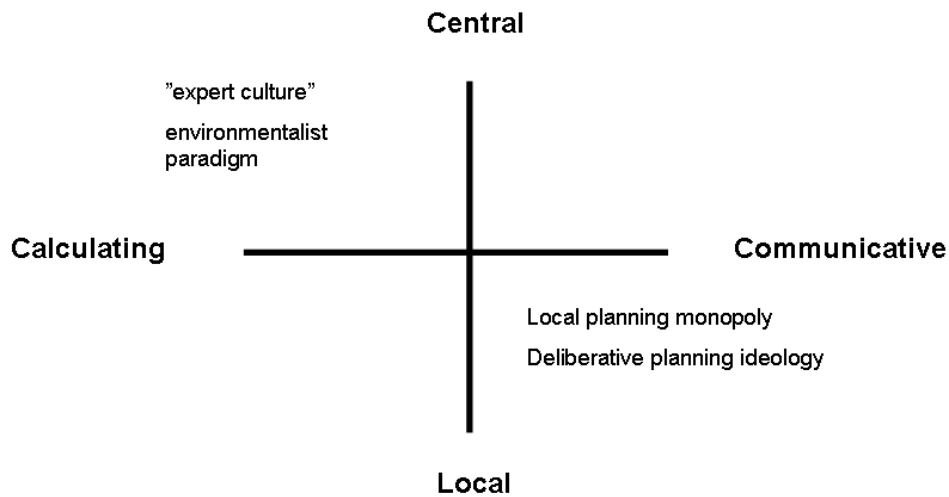 Central
”expert culture”
environmentalist
paradigm
Calculating
Communicative
Local planning monopoly
Deliberative planning ideology
Local